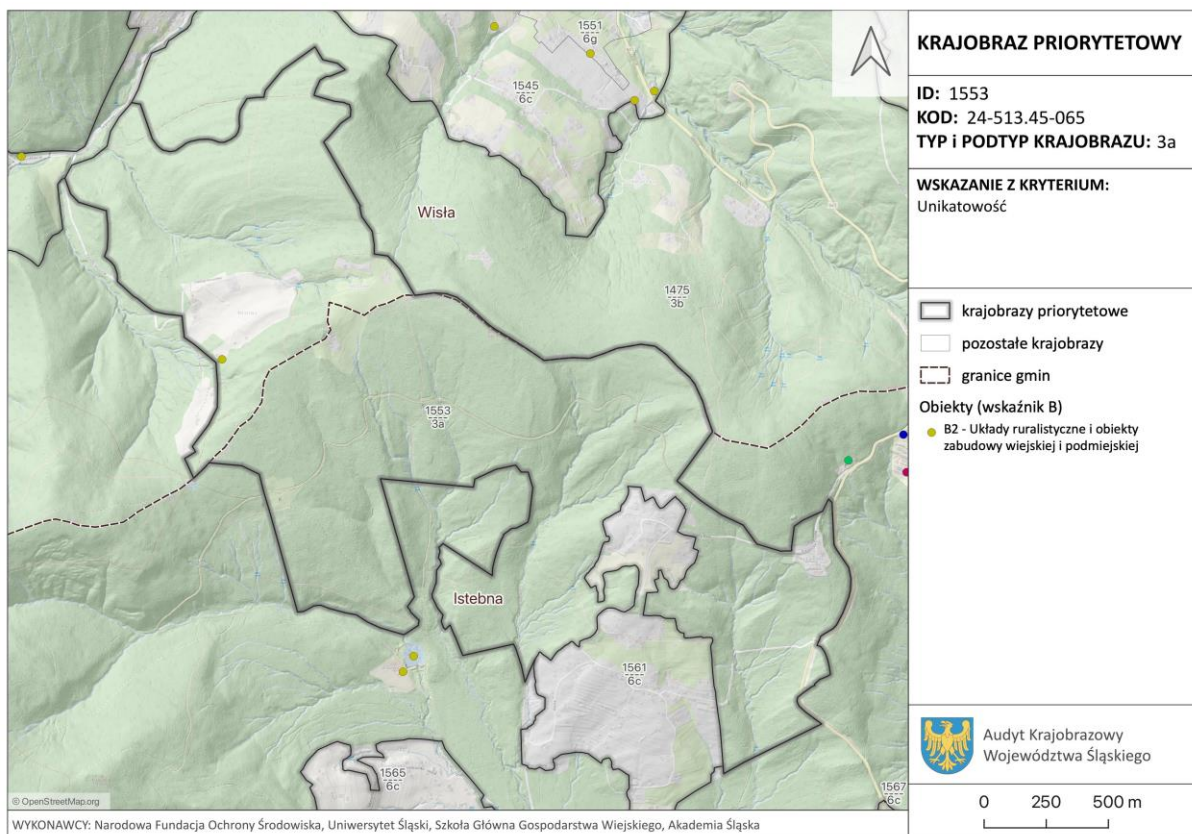 1551
6g
1545
6c
Wisła
1475
3b
1553
3a
Istebna
1561
6c
1565
6c
1567
6c
© OpenStreetMap.org
KRAJOBRAZ PRIORYTETOWY
ID: 1553
KOD: 24-513.45-065
TYP i PODTYP KRAJOBRAZU: 3a
WSKAZANIE Z KRYTERIUM:
Unikatowość
krajobrazy priorytetowe
pozostałe krajobrazy
granice gmin
Obiekty (wskaźnik B)
B2 - Układy ruralistyczne i obiekty
zabudowy wiejskiej i podmiejskiej
Audyt Krajobrazowy
Województwa Śląskiego
0 250 500 m
WYKONAWCY: Narodowa Fundacja Ochrony Środowiska, Uniwersytet Śląski, Szkoła Główna Gospodarstwa Wiejskiego, Akademia Śląska